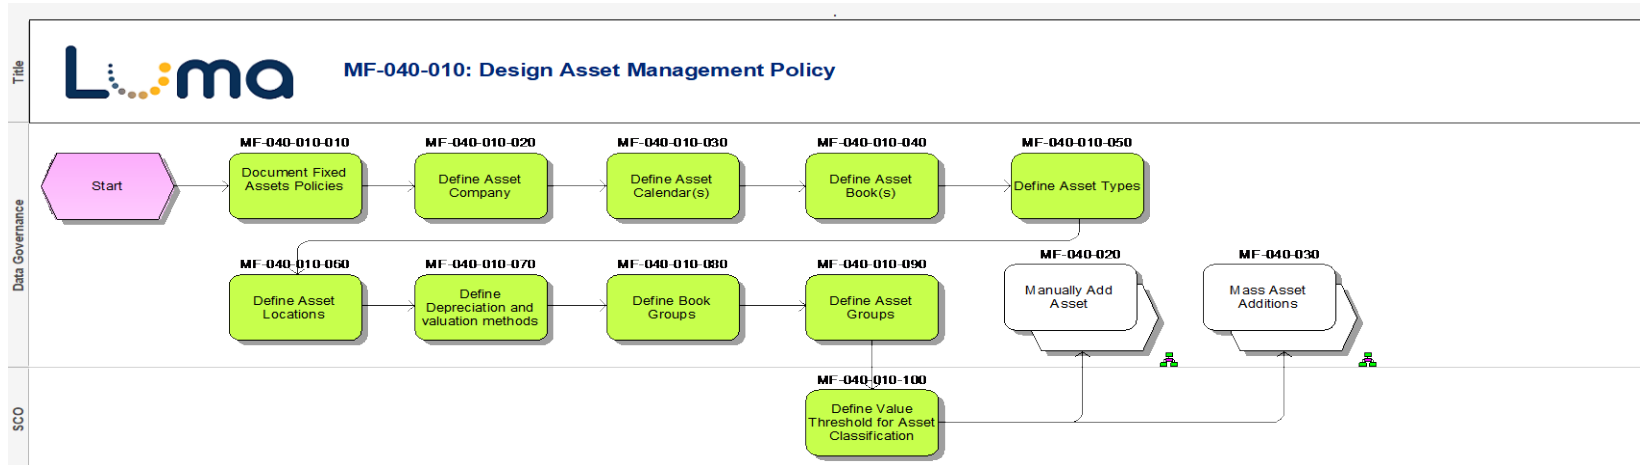 Title
Luma
MF-040-010: Design Asset Management Policy
Data Governance
MF-040-010-010
MF-040-010-020
MF-040-010-030
MF-040-010-040
MF-040-010-050
Start
Document Fixed
Assets Policies
Define Asset
Company
Define Asset
Calendar(s)
Define Asset
Book(s)
Define Asset Types
MF-040-010-060
MF-040-010-070
MF-040-010-080
MF-040-010-090
MF-040-020
MF-040-030
Define Asset
Locations
Define
Depreciation and
valuation methods
Define Book
Groups
Define Asset
Groups
Manually Add
Asset
Mass Asset
Additions
SCO
MF-040-010-100
Define Value
Threshold for Asset
Classification